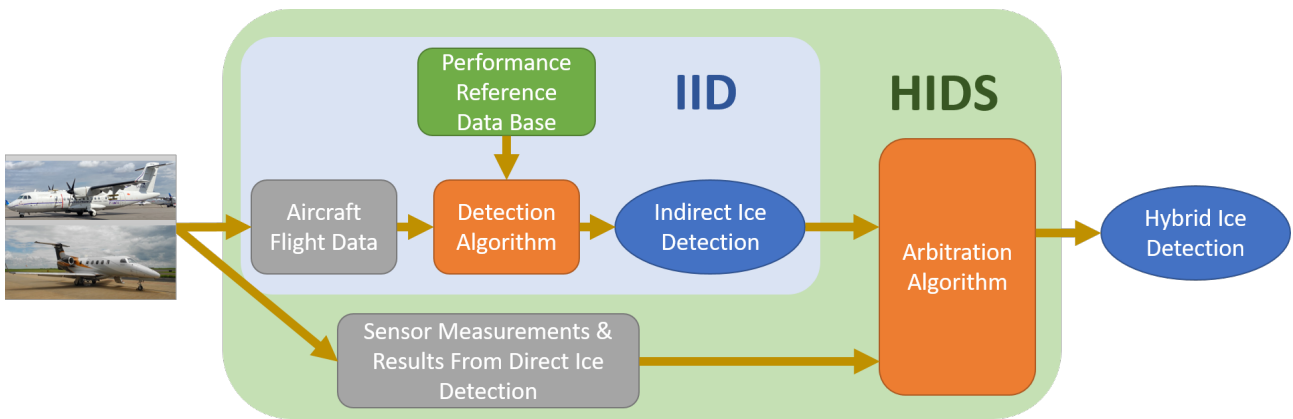 Performance
Reference
Data Base
IID
HIDS
Aircraft
Flight Data
Detection
Algorithm
Indirect Ice
Detection
Arbitration
Algorithm
Hybrid Ice
Detection
Sensor Measurements &
Results From Direct Ice
Detection